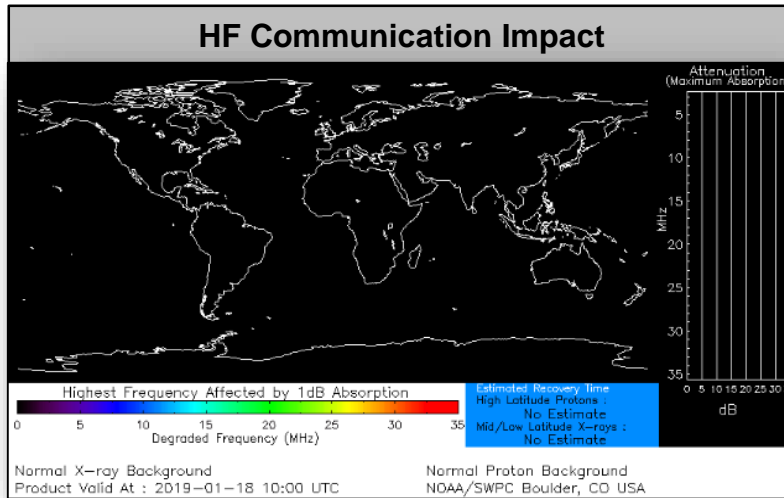 HF Communication Impact
Attenuation
(Maximum Absorption)
5
10
15
20
25
30
35
MHz
0 5 10 15 20 25 30
dB
Highest Frequency Affected by 1dB Absorption
0 5 10 15 20 25 30 35
Degraded Frequency (MHz)
Estimated Recovery Time
High Latitude Protons :
No Estimate
Mid/Low Latitude X-rays :
No Estimate
Normal X-ray Background
Product Valid At : 2019-01-18 10:00 UTC
Normal Proton Background
NOAA/SWPC Boulder, CO USA